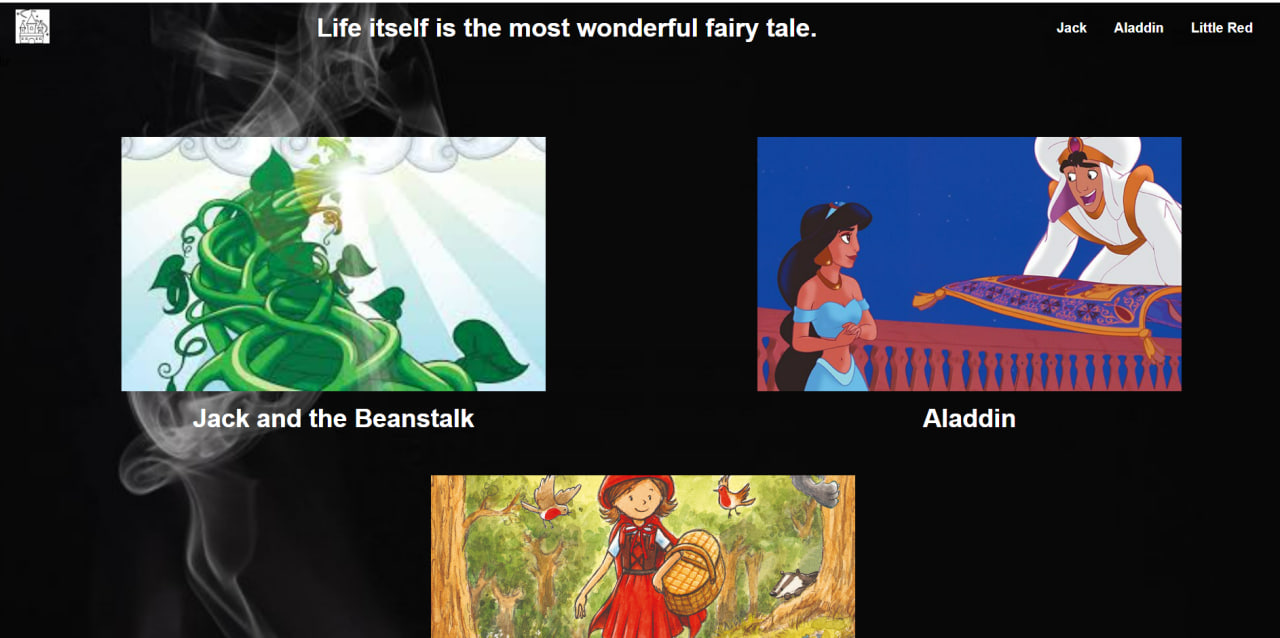 Life itself is the most wonderful fairy tale.
Jack Aladdin Little Red
Jack and the Beanstalk
Aladdin